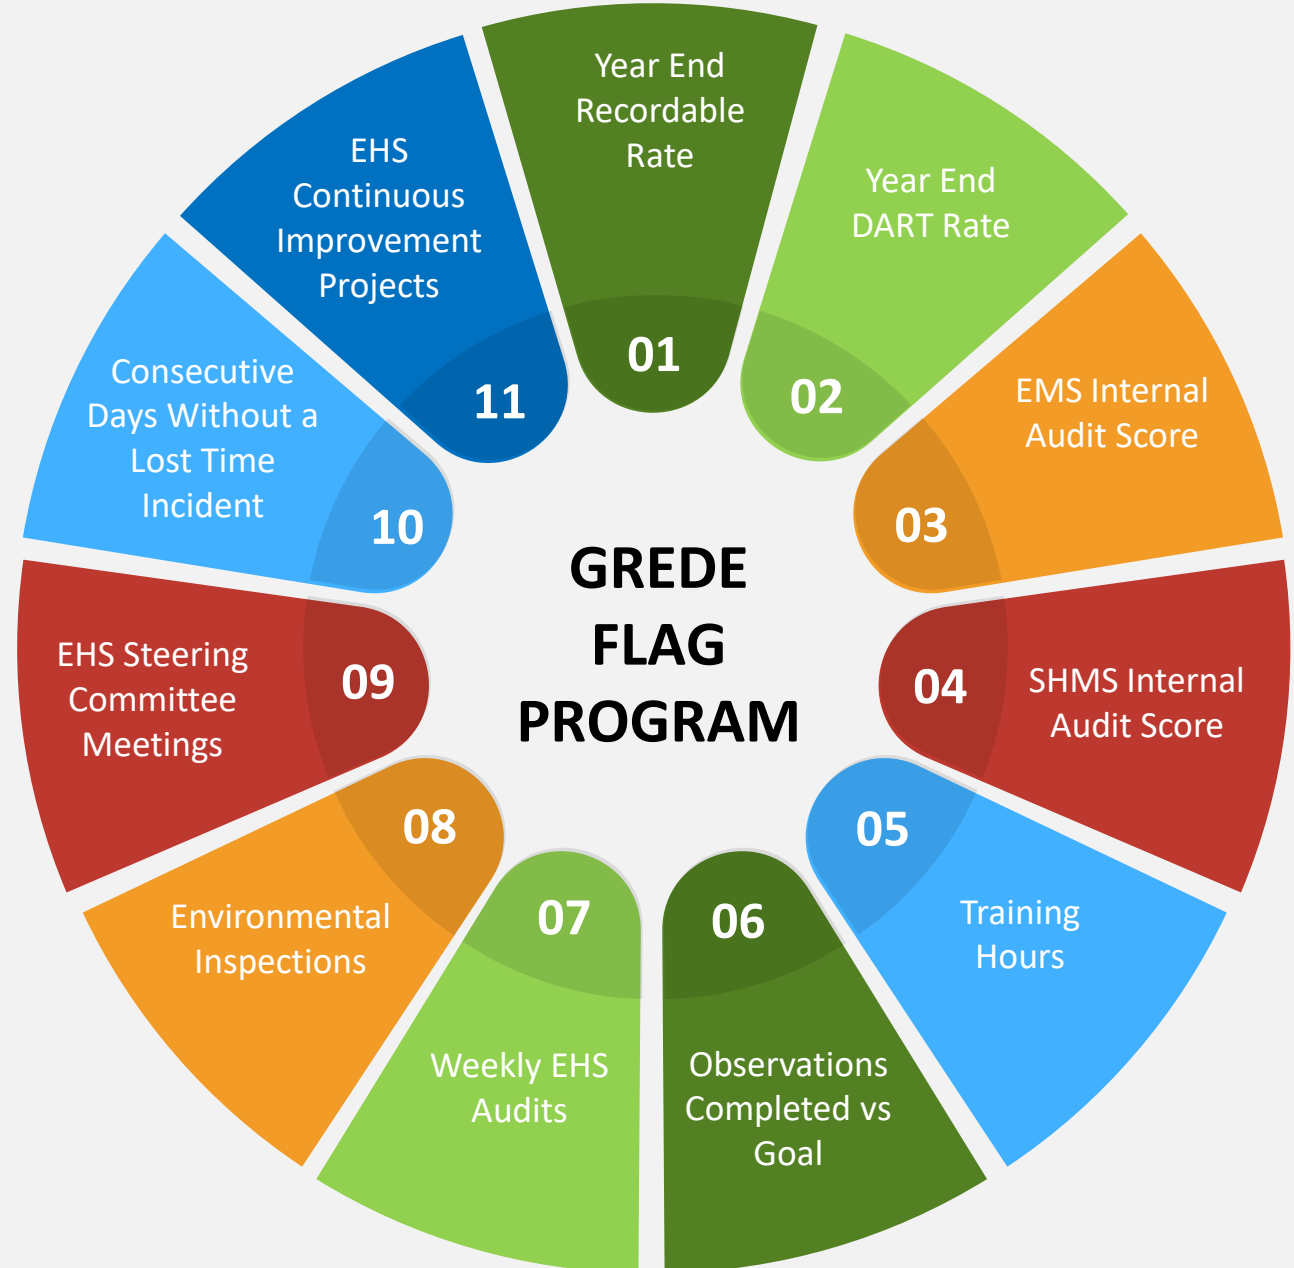 Year End
Recordable
Rate
01
Year End
DART Rate
02
EMS Internal
Audit Score
03
SHMS Internal
Audit Score
04
Training
Hours
05
Observations
Completed vs
Goal
06
Weekly EHS
Audits
07
Environmental
Inspections
08
EHS Steering
Committee
Meetings
09
Consecutive
Days Without a
Lost Time
Incident
10
EHS
Continuous
Improvement
Projects
11
GREDE
FLAG
PROGRAM